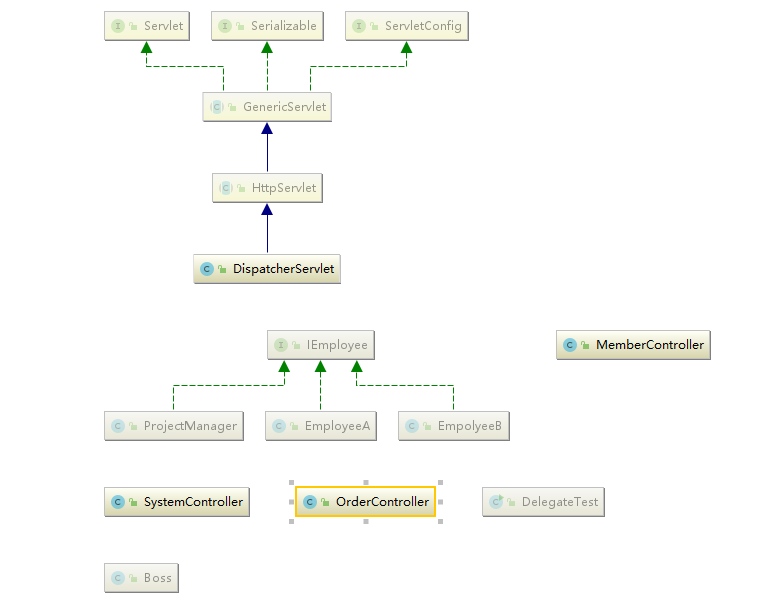 Servlet Serializable ServletConfig
GenericServlet
HttpServlet
DispatcherServlet
IEmployee MemberController
ProjectManager EmployeeA EmpolyeeB
SystemController OrderController DelegateTest
Boss